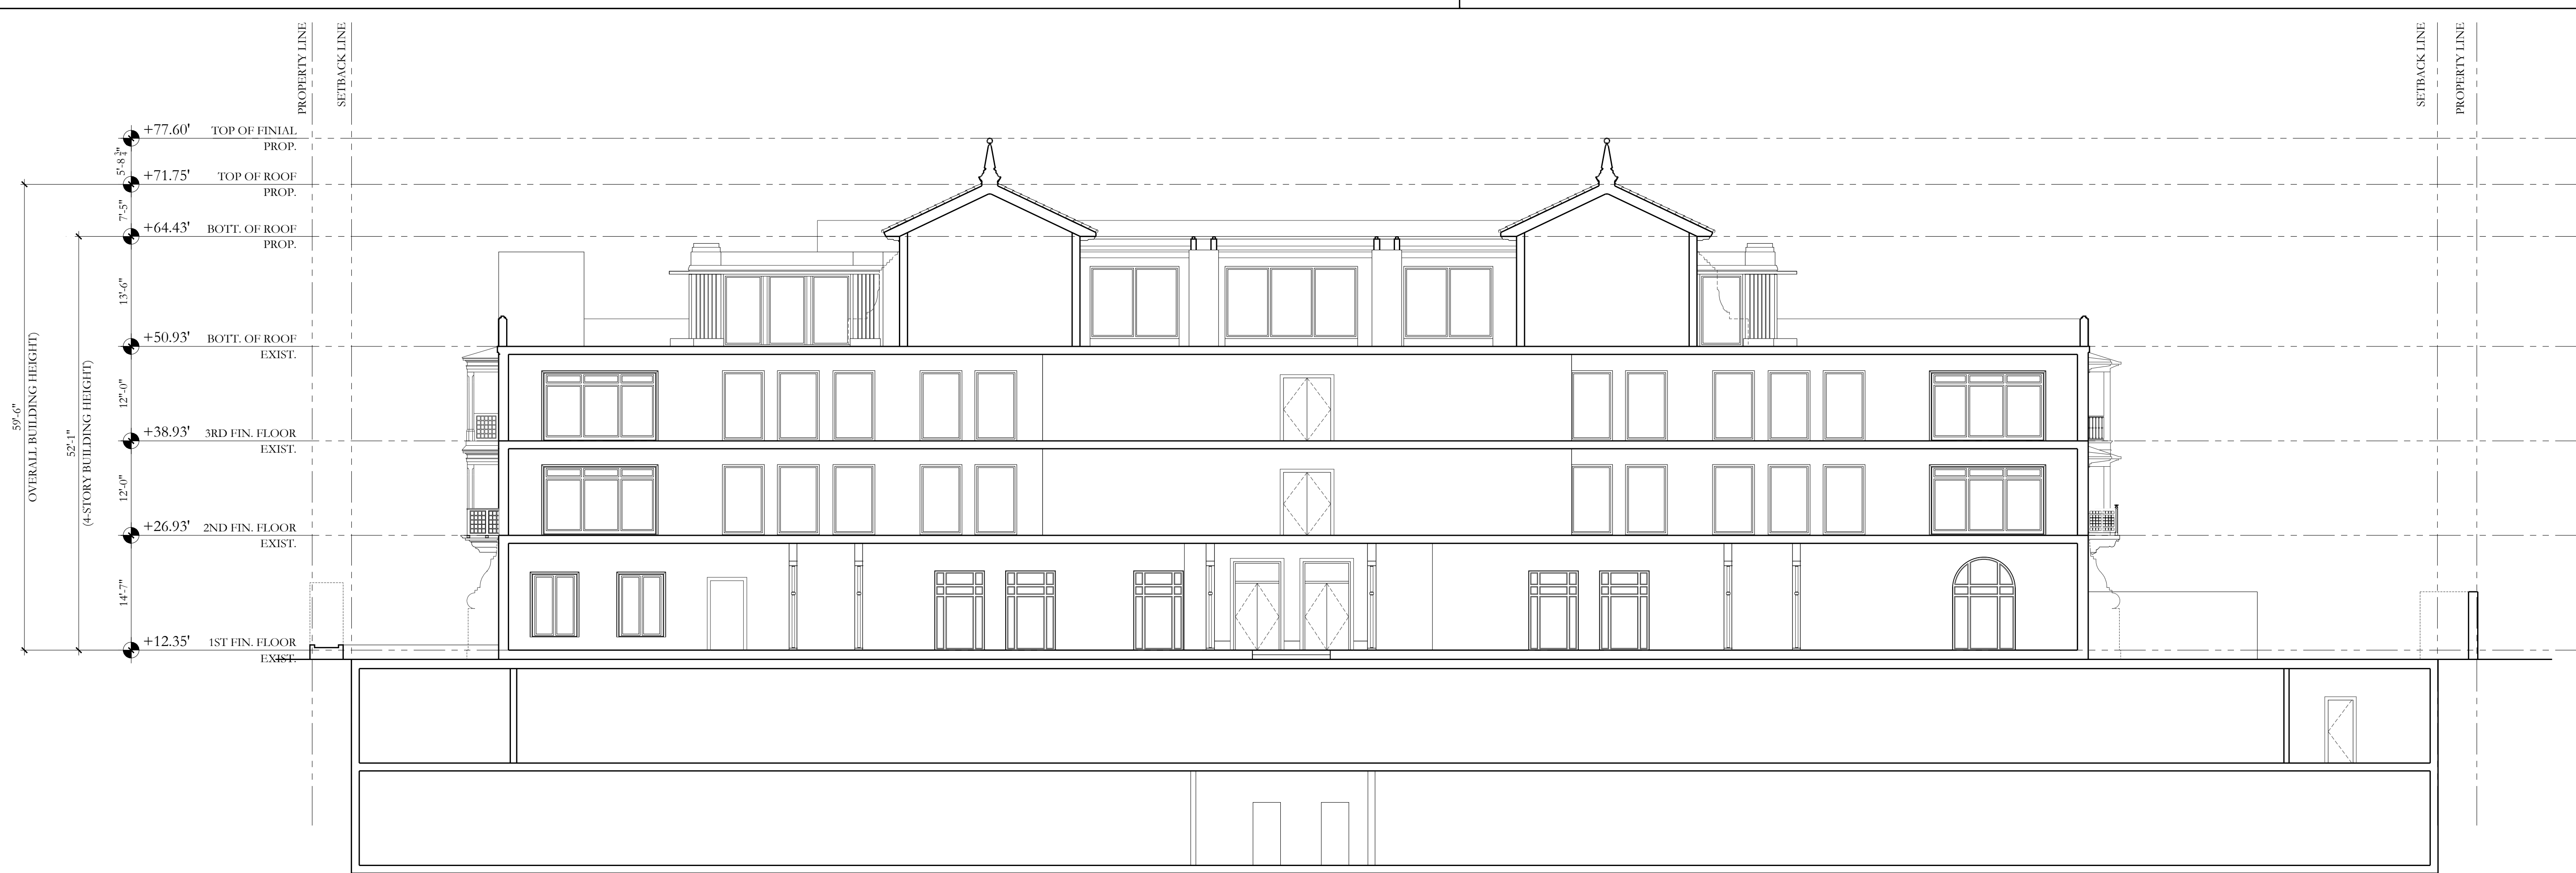 PROPERTY LINE
SETBACK LINE
SETBACK LINE
PROPERTY LINE
+77.60' TOP OF FINIAL
PROP.
5'-8 3/4"
+71.75' TOP OF ROOF
PROP.
7'-5"
+64.43' BOTT. OF ROOF
PROP.
13'-6"
+50.93' BOTT. OF ROOF
EXIST.
12"-0"
+38.93' 3RD FIN. FLOOR
EXIST.
12'-0"
+26.93' 2ND FIN. FLOOR
EXIST.
14'-7"
+12.35' 1ST FIN. FLOOR
EXIST.
59'-6"
OVERALL BUILDING HEIGHT)
52'-1"
(4-STORY BUILDING HEIGHT)